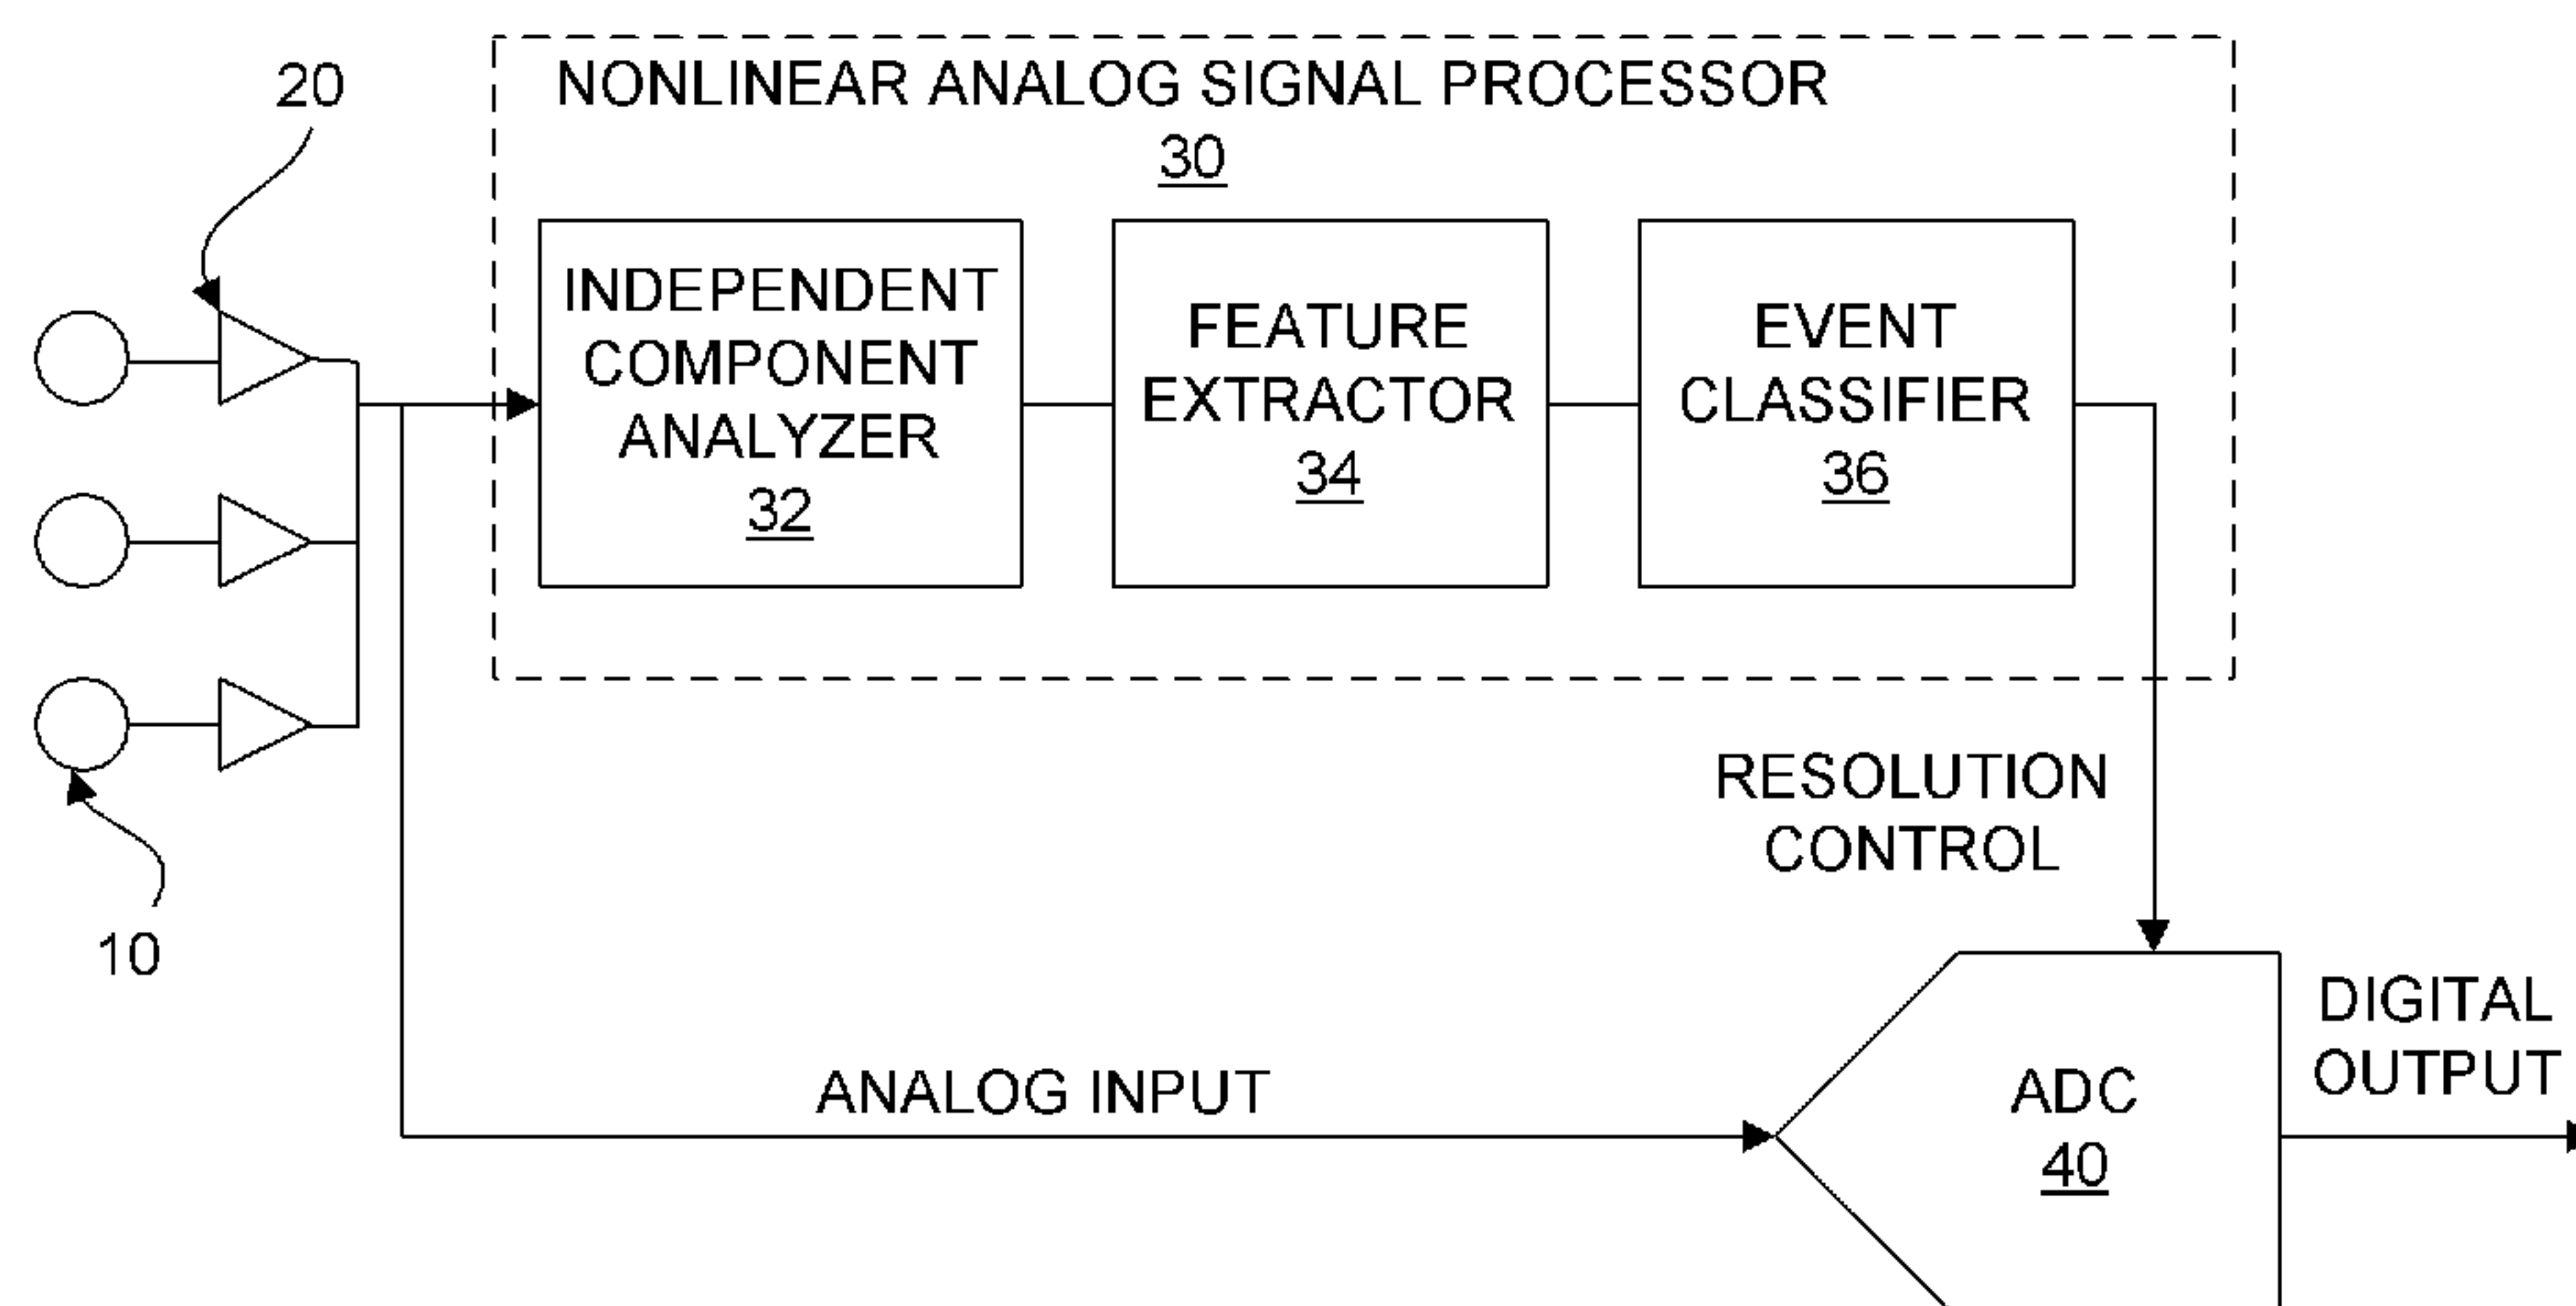 20
NONLINEAR ANALOG SIGNAL PROCESSOR
30
INDEPENDENT
COMPONENT
ANALYZER
32
FEATURE
EXTRACTOR
34
EVENT
CLASSIFIER
36
10
RESOLUTION
CONTROL
ANALOG INPUT
ADC
40
DIGITAL
OUTPUT